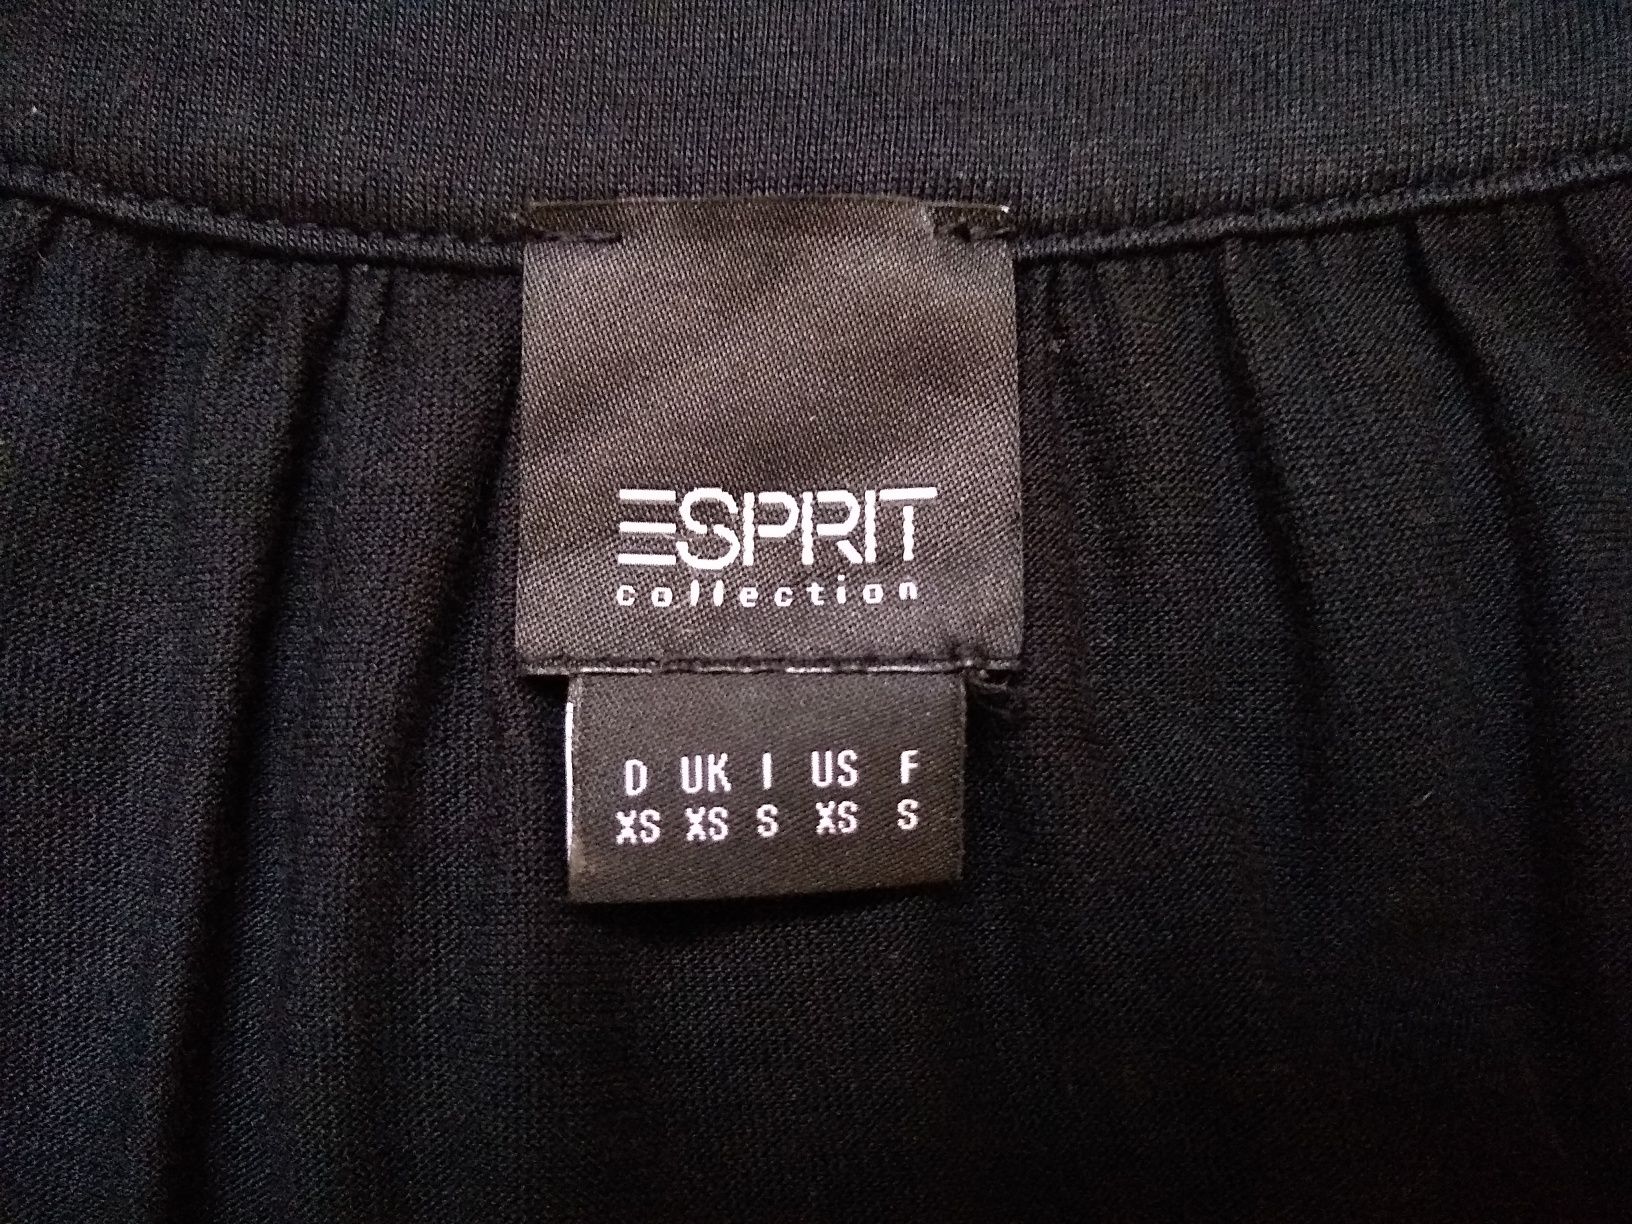 ESPRIT
collection
D UK I US F
XS XS S XS S